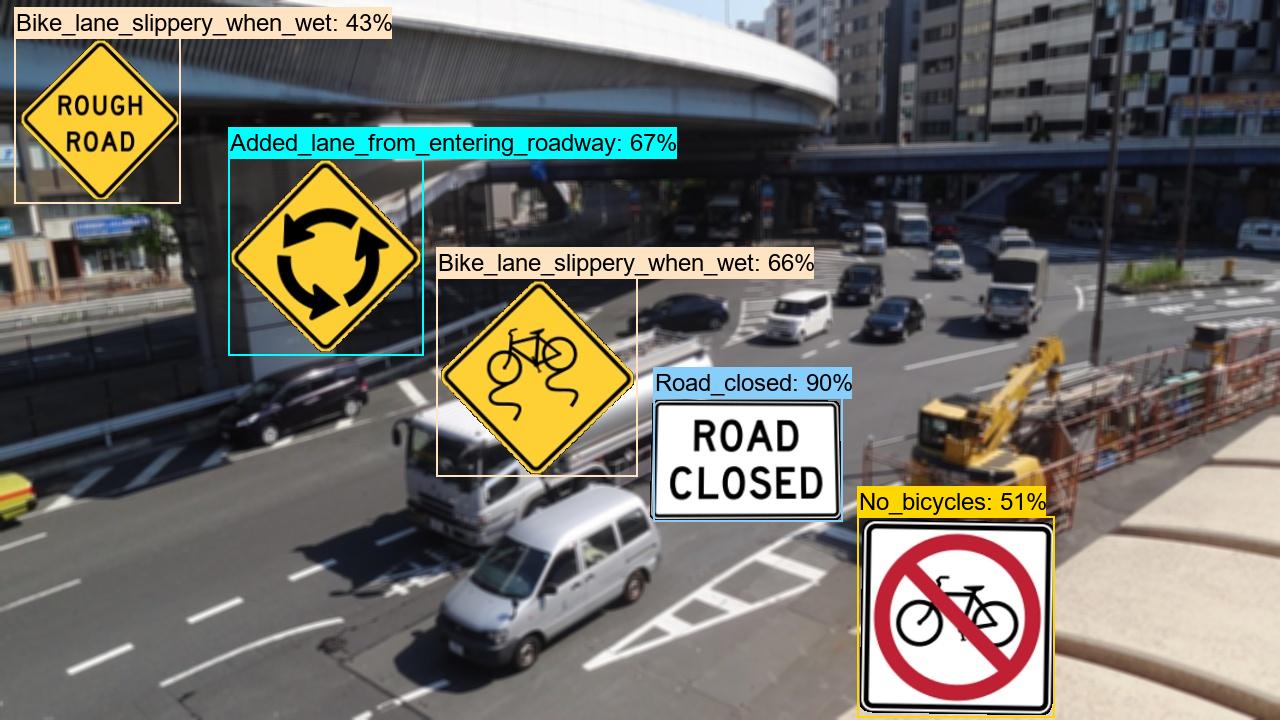 Bike_lane_slippery_when_wet: 43%
ROUGH
ROAD
Added_lane_from_entering_roadway: 67%
Bike_lane_slippery_when_wet: 66%
Road_closed: 90%
ROAD
CLOSED
No_bicycles: 51%